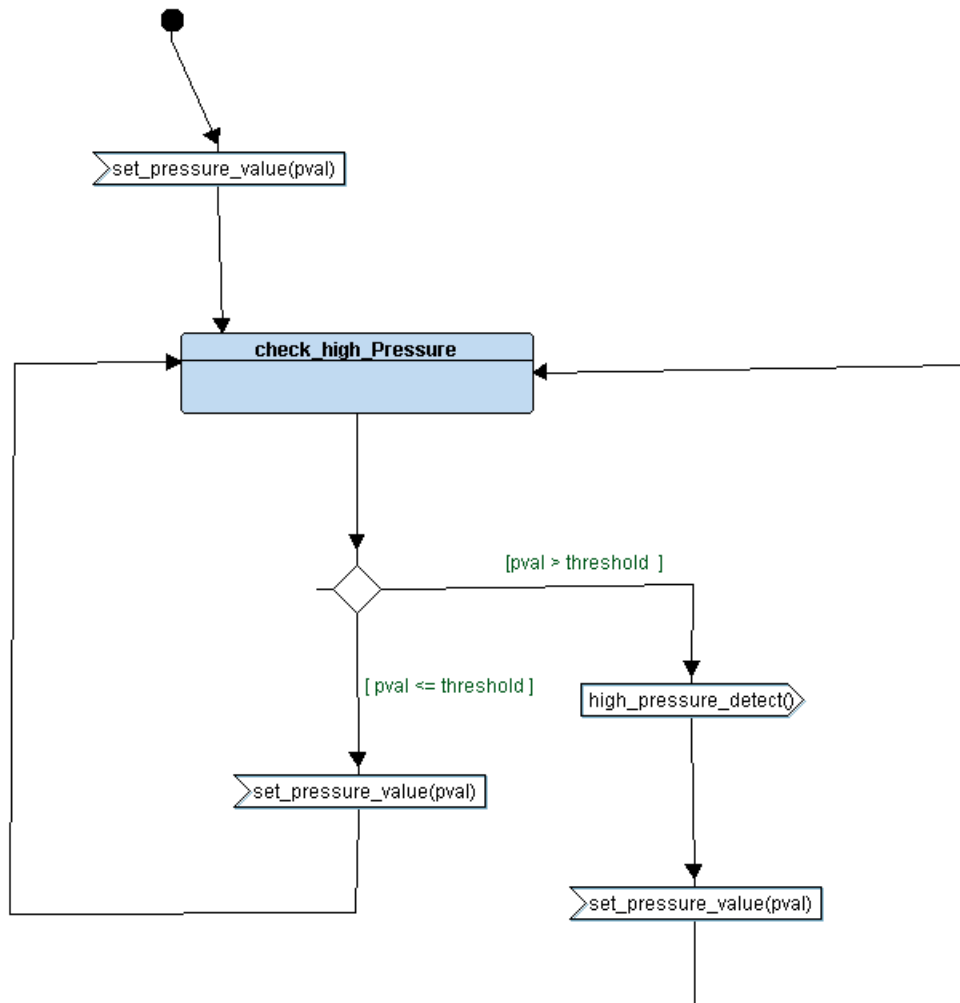 set_pressure_value(pval)
check_high_Pressure
[pval > threshold ]
[ pval <= threshold ]
high_pressure_detect()
set_pressure_value(pval)
set_pressure_value(pval)